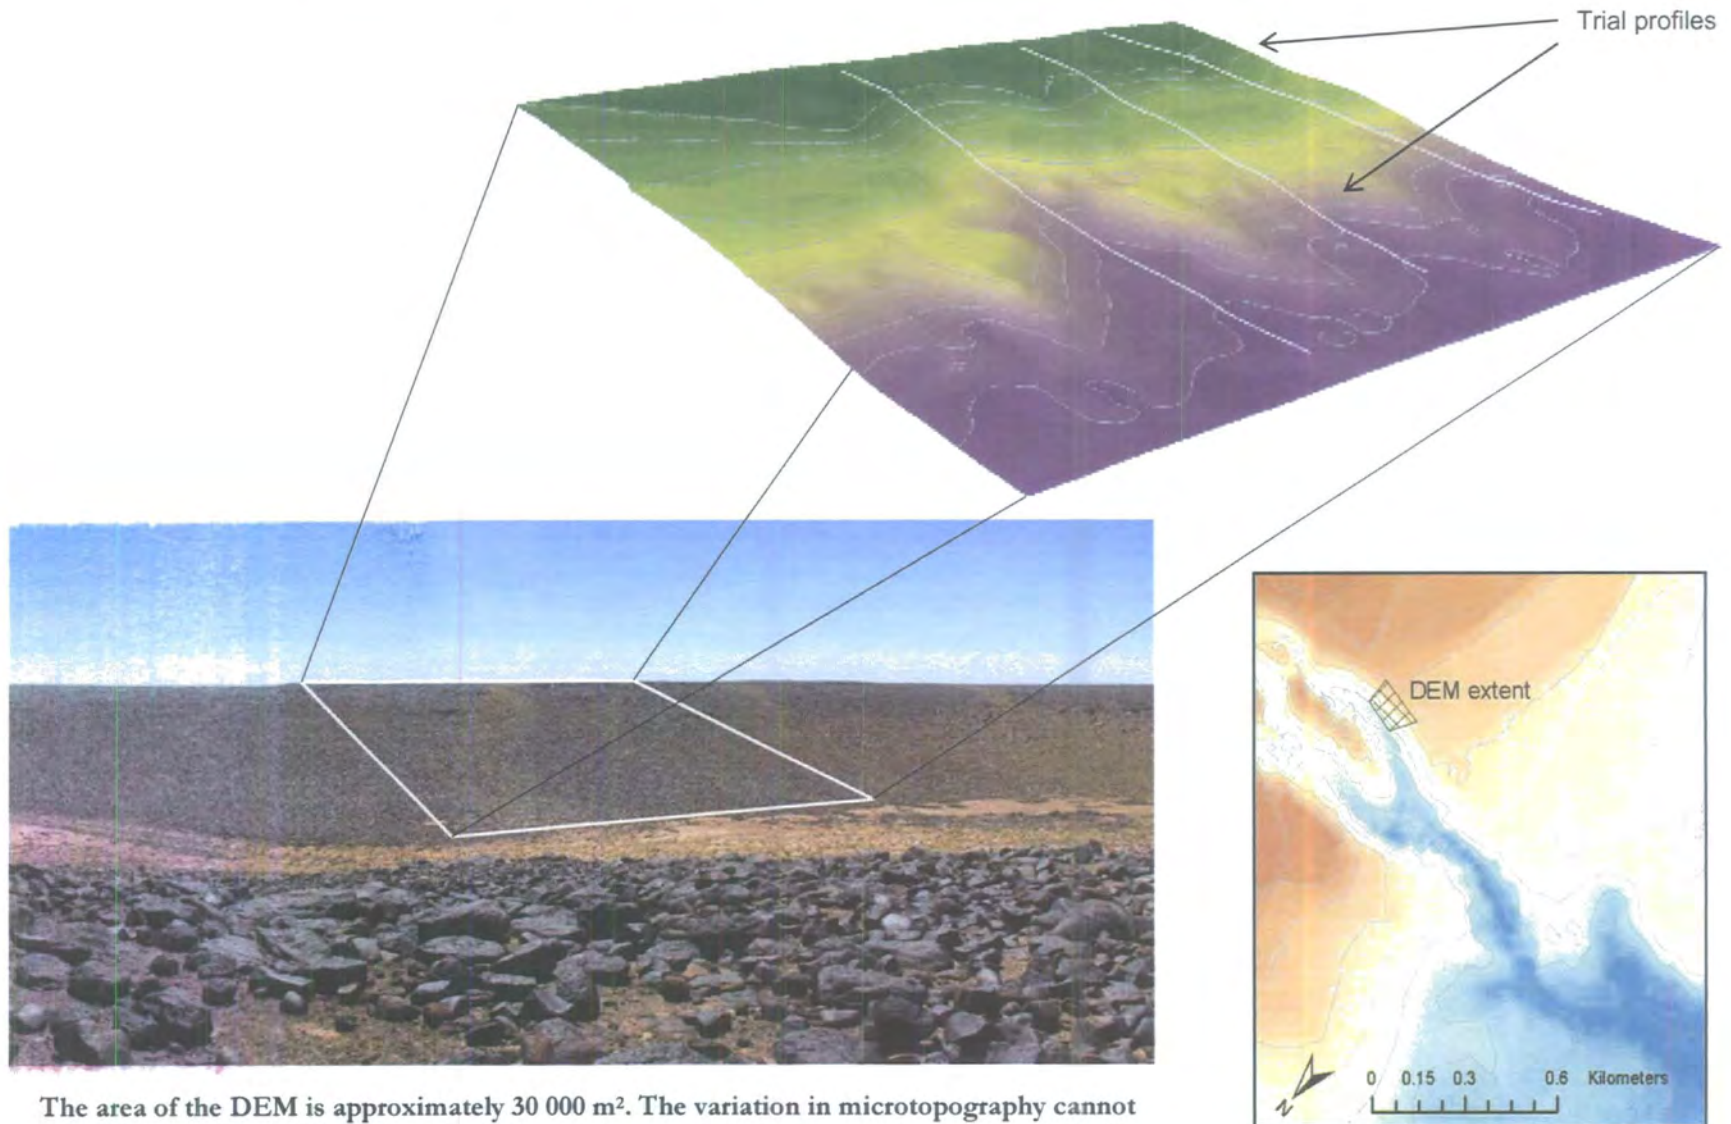 Trial profiles
DEM extent
N
0 0.15 0.3 0.6 Kilometers
The area of the DEM is approximately 30 000 m². The variation in microtopography cannot